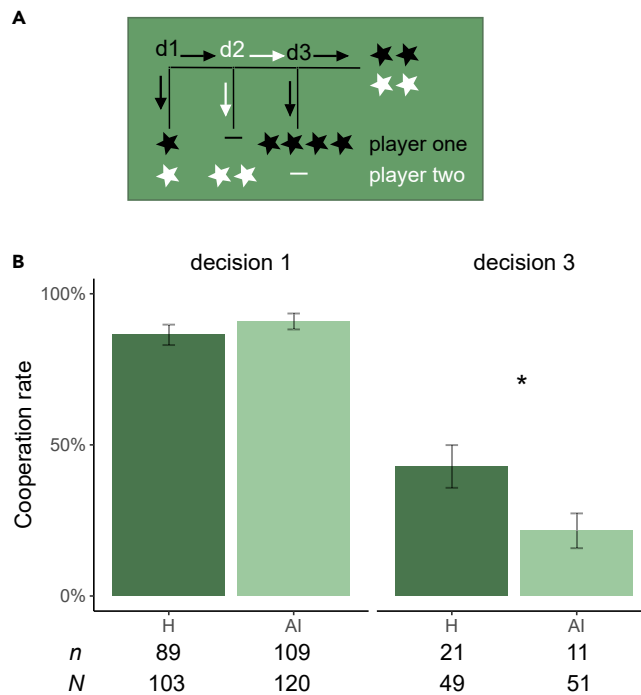 A
d1 d2 d3
player one
player two
B
decision 1 decision 3
Cooperation rate
100%
50%
0%
*
H AI H AI
n 89 109 21 11
N 103 120 49 51